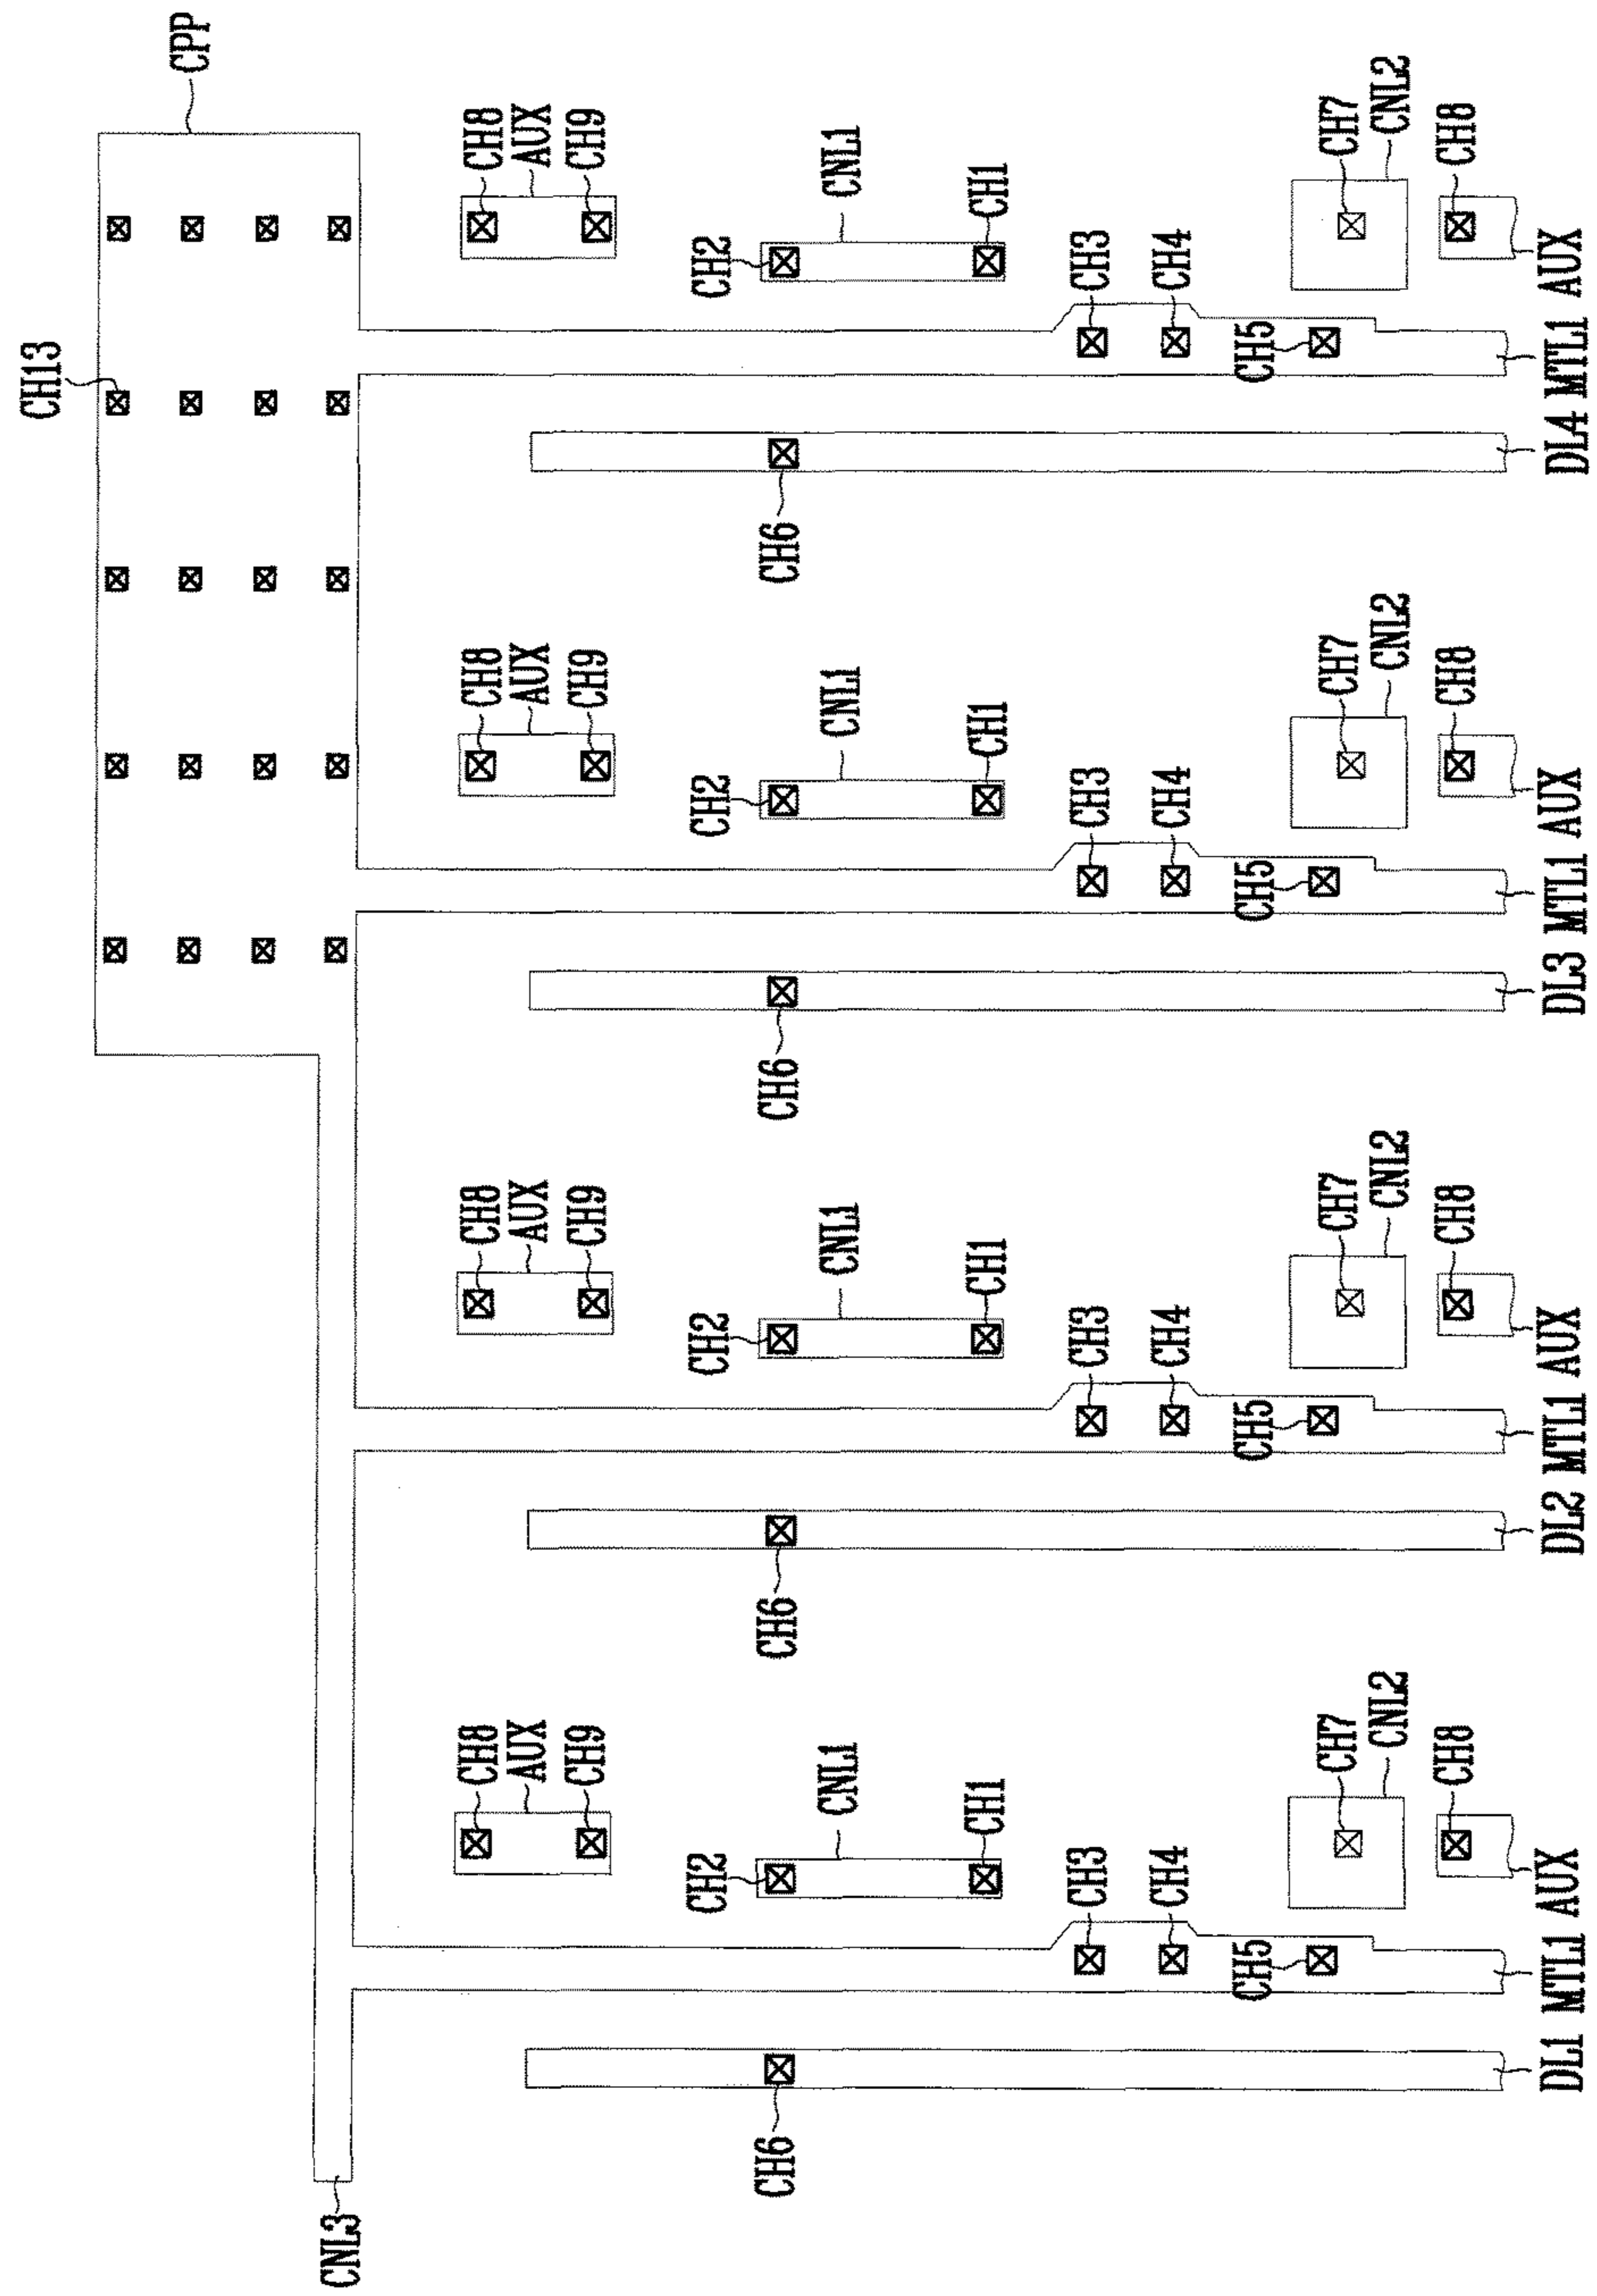 CNL3
CH13
CPP
CH8
AUX
CH9
CH8
AUX
CH9
CH8
AUX
CH9
CH8
AUX
CH9
CH6
CH2
CNL1
CH1
CH6
CH2
CNL1
CH1
CH6
CH2
CNL1
CH1
CH6
CH2
CNL1
CH1
CH3
CH4
CH5
CH3
CH4
CH5
CH3
CH4
CH5
CH3
CH4
CH5
CH7
CNL2
CH8
CH7
CNL2
CH8
CH7
CNL2
CH8
CH7
CNL2
CH8
DL1 MTL1 AUX DL2 MTL1 AUX DL3 MTL1 AUX DL4 MTL1 AUX